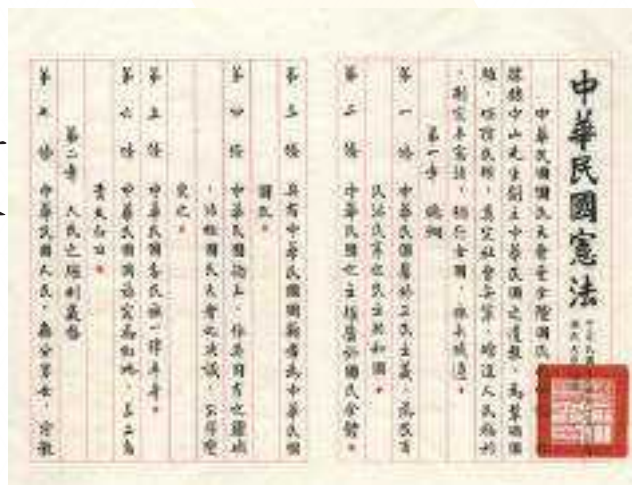 中華民國憲法
中華民國國民大會受全體國民
據孫中山先生創立中華民國之遺教，為鞏固國
權，保障民權，奠定社會安寧，增進人民福利
，制定本憲法，頒行全國，永矢咸遵。
第一章 總綱
第一條 中華民國基於三民主義，為民有
民治民享之民主共和國。
第二條 中華民國之主權屬於國民全體。
第三條 具有中華民國國籍者為中華民國
國民。
第四條 中華民國領土，依其固有之疆域
，非經國民大會之決議，不得變
更之。
第五條 中華民國各民族一律平等。
第六條 中華民國國旗定為紅地，左上角
青天白日。
第二章 人民之權利義務
第七條 中華民國人民，無分男女，宗教